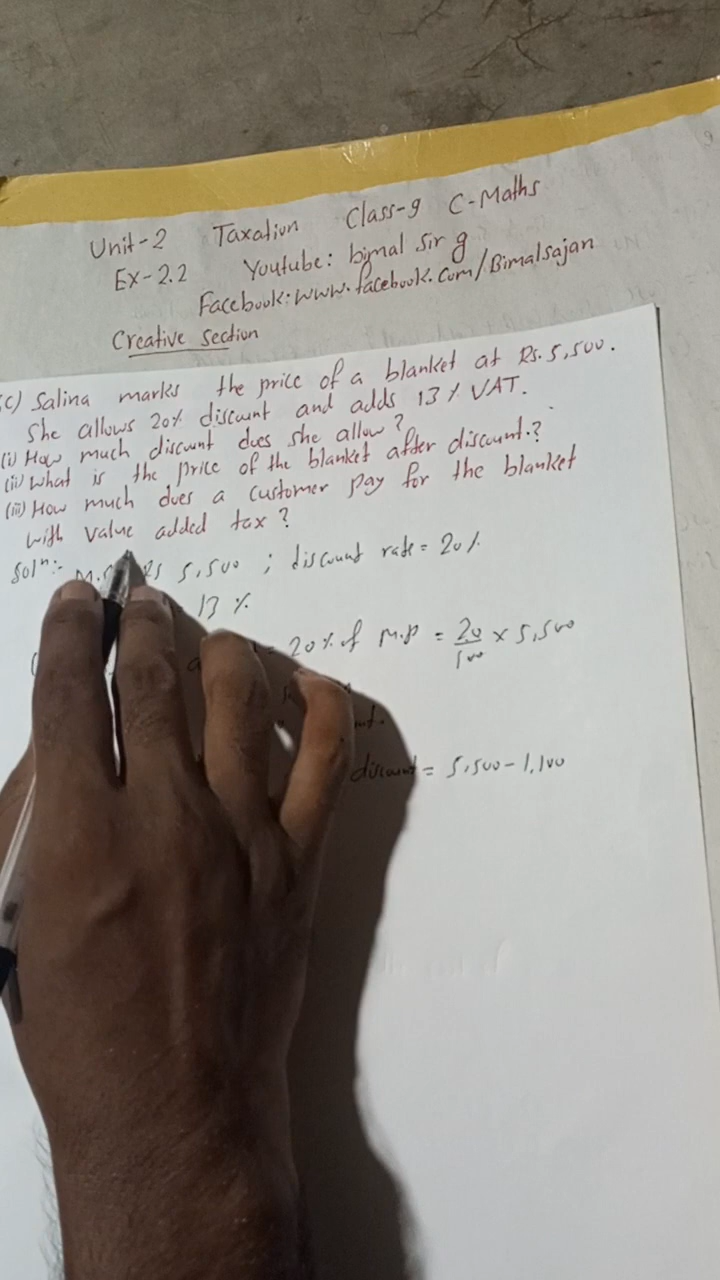 Unit-2 Taxation Class-9 C-Maths
Ex-2.2 Youtube: bimal Sir g
Facebook: www.facebook.com/Bimalsajan
Creative Section
c) Salina marks the price of a blanket at Rs. 5,500.
She allows 20% discount and adds 13% VAT.
(i) How much discount does she allow?
(ii) What is the price of the blanket after discount.?
(iii) How much does a customer pay for the blanket
with value added tax?
Solⁿ:- 5,500 ; discount rate = 20%
13 %
= 20% of M.P = 20/100 × 5,500
discount = 5,500 - 1,100